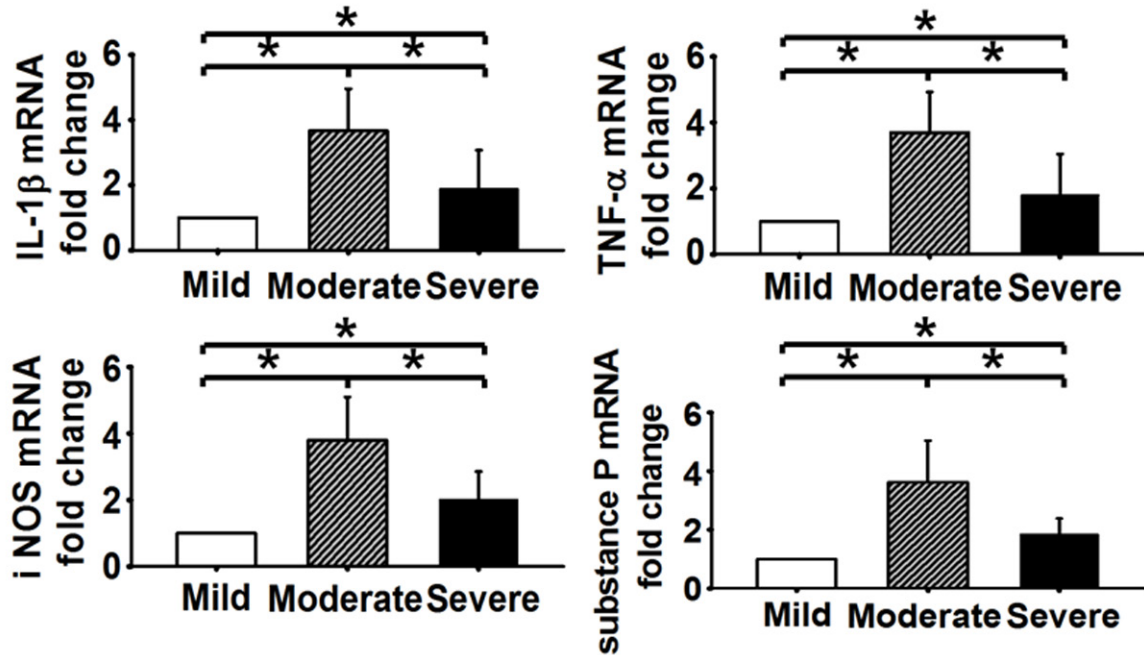 IL-1β mRNA
fold change
6
4
2
0
*
*
*
Mild Moderate Severe
TNF-α mRNA
fold change
6
4
2
0
*
*
*
Mild Moderate Severe
i NOS mRNA
fold change
6
4
2
0
*
*
*
Mild Moderate Severe
substance P mRNA
fold change
6
4
2
0
*
*
*
Mild Moderate Severe